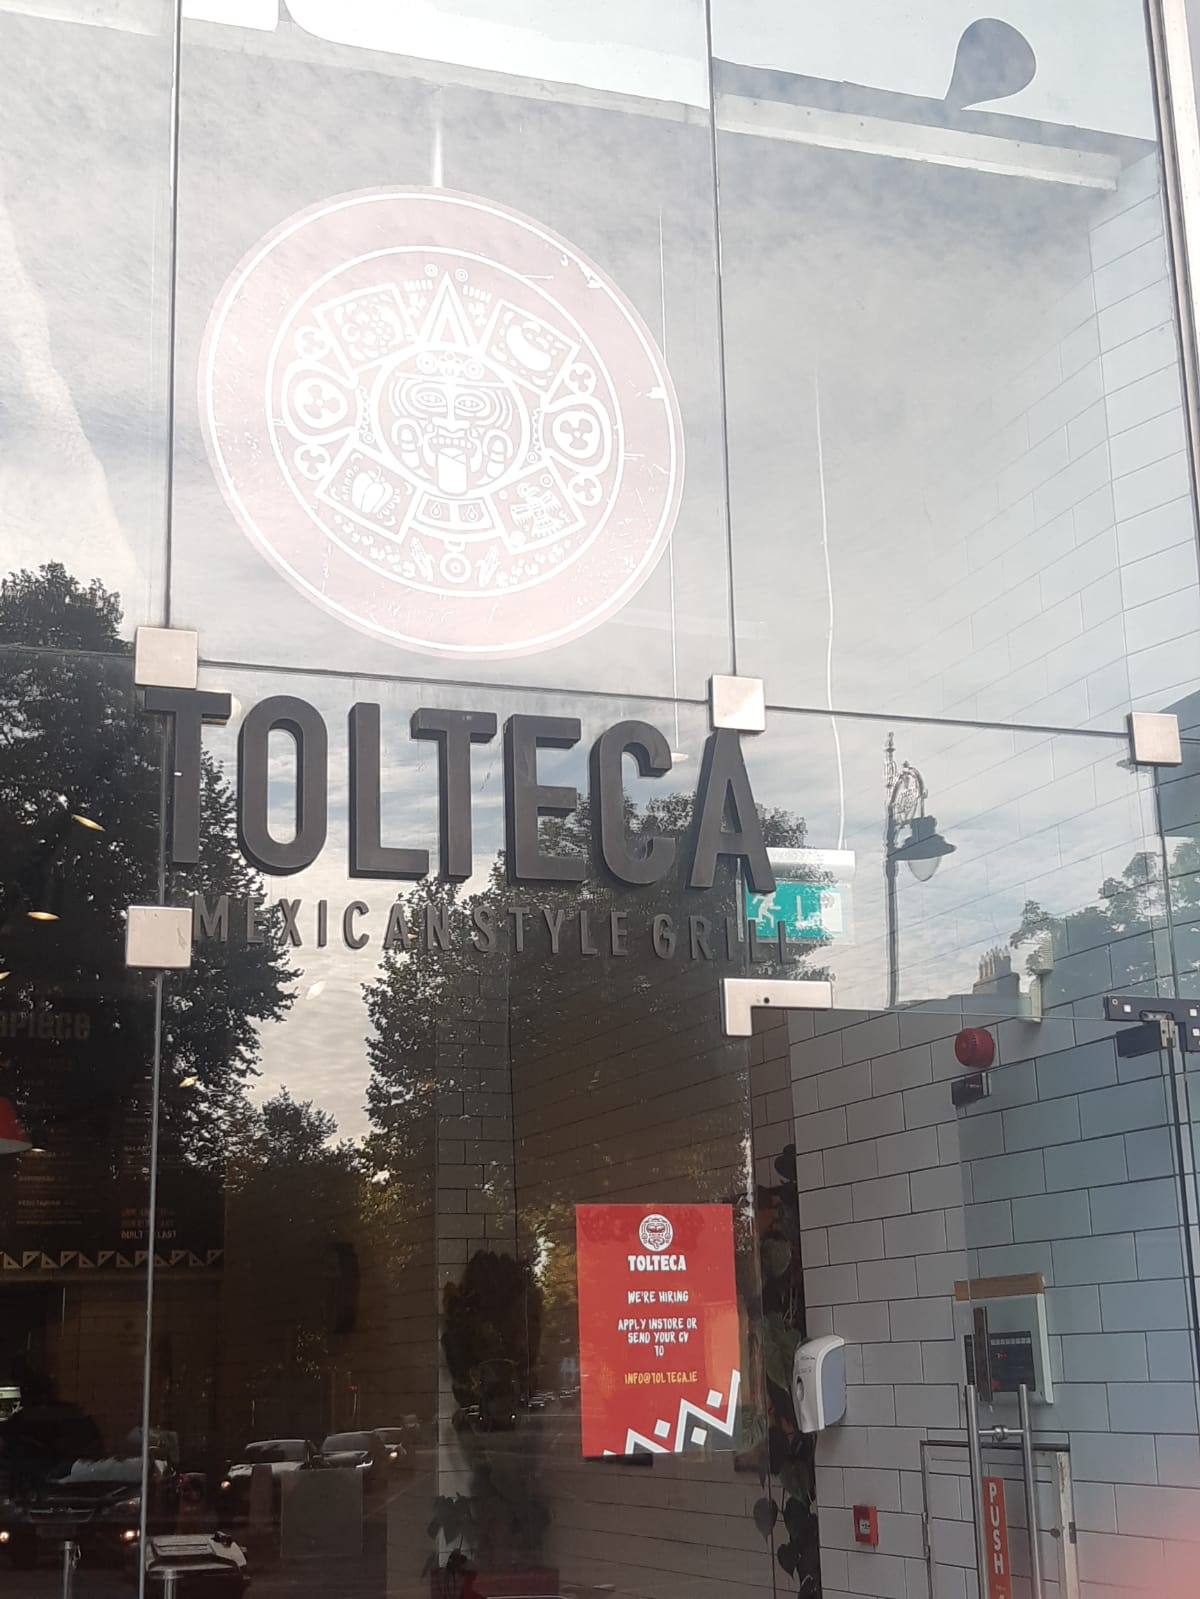 TOLTECA
MEXICAN STYLE GRILL
TOLTECA
WE'RE HIRING
APPLY INSTORE OR
SEND YOUR CV
TO
INFO@TOLTECA.IE
PUSH